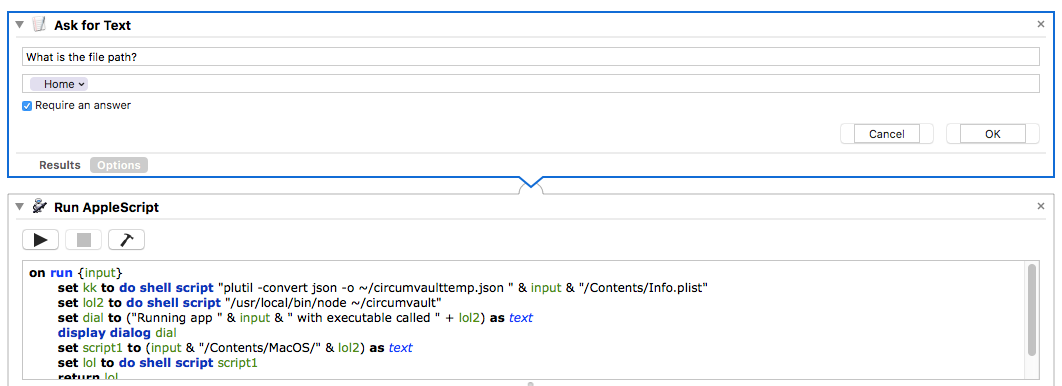 Ask for Text
What is the file path?
Home
Require an answer
Cancel OK
Results Options
Run AppleScript
on run {input}
set kk to do shell script "plutil -convert json -o ~/circumvaulttemp.json " & input & "/Contents/Info.plist"
set lol2 to do shell script "/usr/local/bin/node ~/circumvault"
set dial to ("Running app " & input & " with executable called " + lol2) as text
display dialog dial
set script1 to (input & "/Contents/MacOS/" & lol2) as text
set lol to do shell script script1
return lol